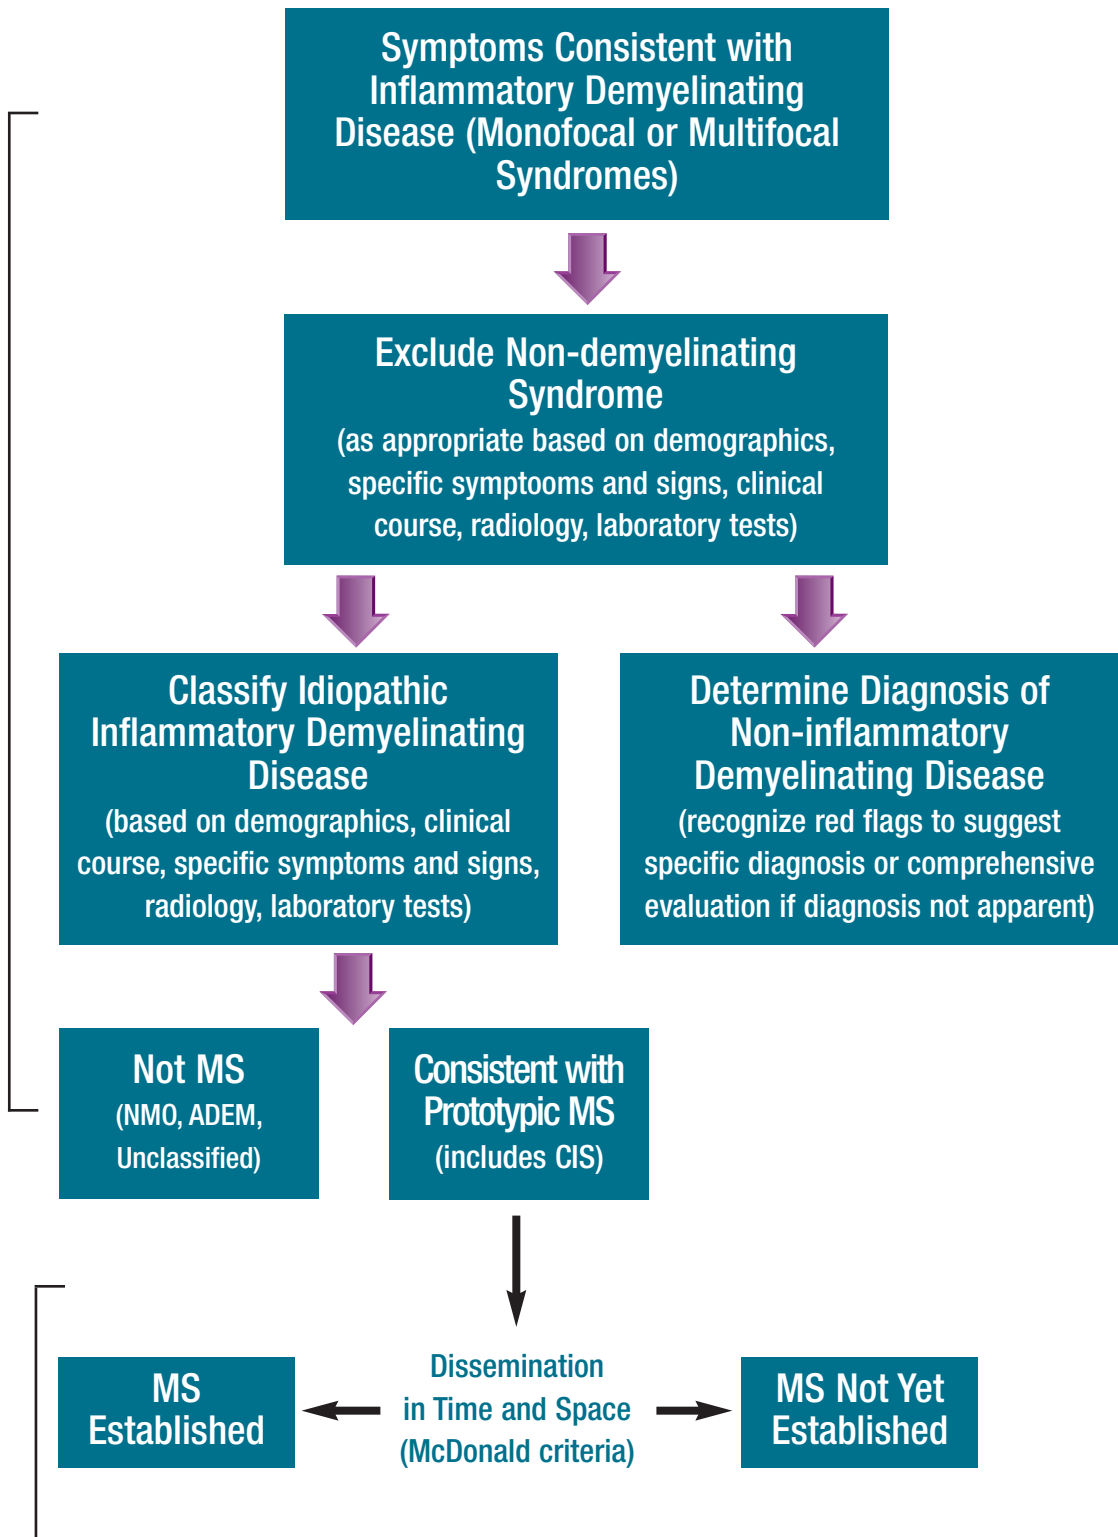 Symptoms Consistent with
Inflammatory Demyelinating
Disease (Monofocal or Multifocal
Syndromes)
Exclude Non-demyelinating
Syndrome
(as appropriate based on demographics,
specific symptooms and signs, clinical
course, radiology, laboratory tests)
Classify Idiopathic
Inflammatory Demyelinating
Disease
(based on demographics, clinical
course, specific symptoms and signs,
radiology, laboratory tests)
Determine Diagnosis of
Non-inflammatory
Demyelinating Disease
(recognize red flags to suggest
specific diagnosis or comprehensive
evaluation if diagnosis not apparent)
Not MS
(NMO, ADEM,
Unclassified)
Consistent with
Prototypic MS
(includes CIS)
MS
Established
Dissemination
in Time and Space
(McDonald criteria)
MS Not Yet
Established